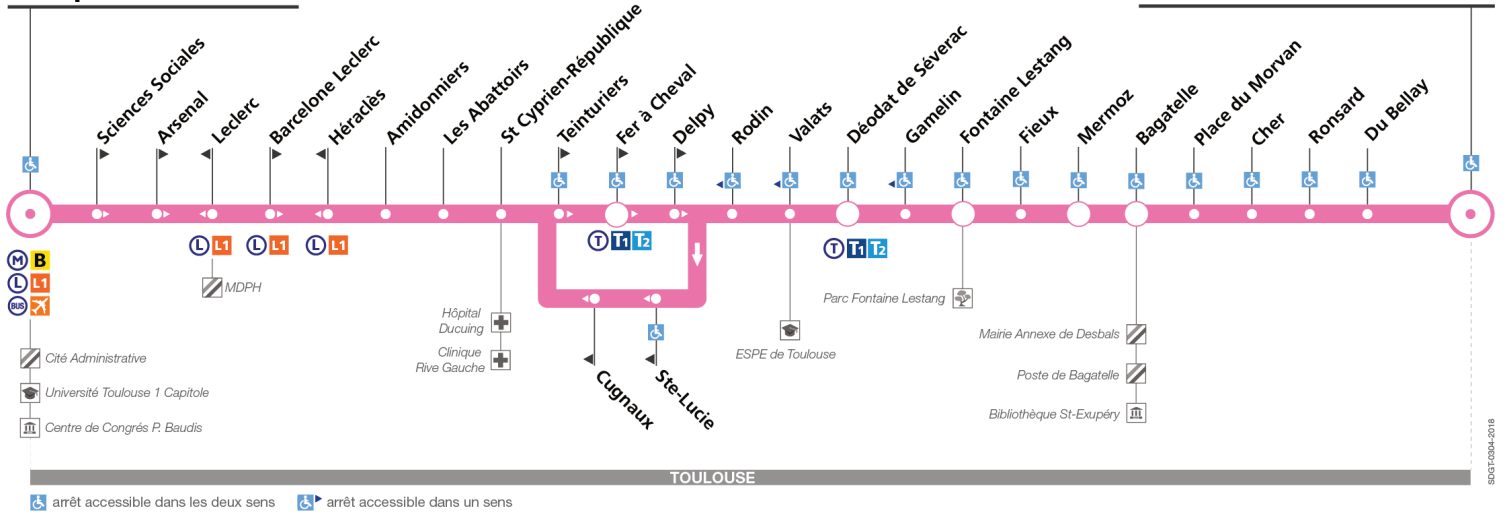 Sciences Sociales
Arsenal
Leclerc
Barcelone Leclerc
Héraclès
Amidonniers
Les Abattoirs
St Cyprien-République
Teinturiers
Fer à Cheval
Delpy
Rodin
Valats
Déodat de Séverac
Gamelin
Fontaine Lestang
Fieux
Mermoz
Bagatelle
Place du Morvan
Cher
Ronsard
Du Bellay
M B
L L1
BUS
L L1
L L1
L L1
T T1 T2
T T1 T2
MDPH
Hôpital
Ducuing
Clinique
Rive Gauche
Cugnaux
Ste-Lucie
ESPE de Toulouse
Parc Fontaine Lestang
Mairie Annexe de Desbals
Poste de Bagatelle
Bibliothèque St-Exupéry
Cité Administrative
Université Toulouse 1 Capitole
Centre de Congrés P. Baudis
SDGT-0304-2018
TOULOUSE
arrêt accessible dans les deux sens
arrêt accessible dans un sens